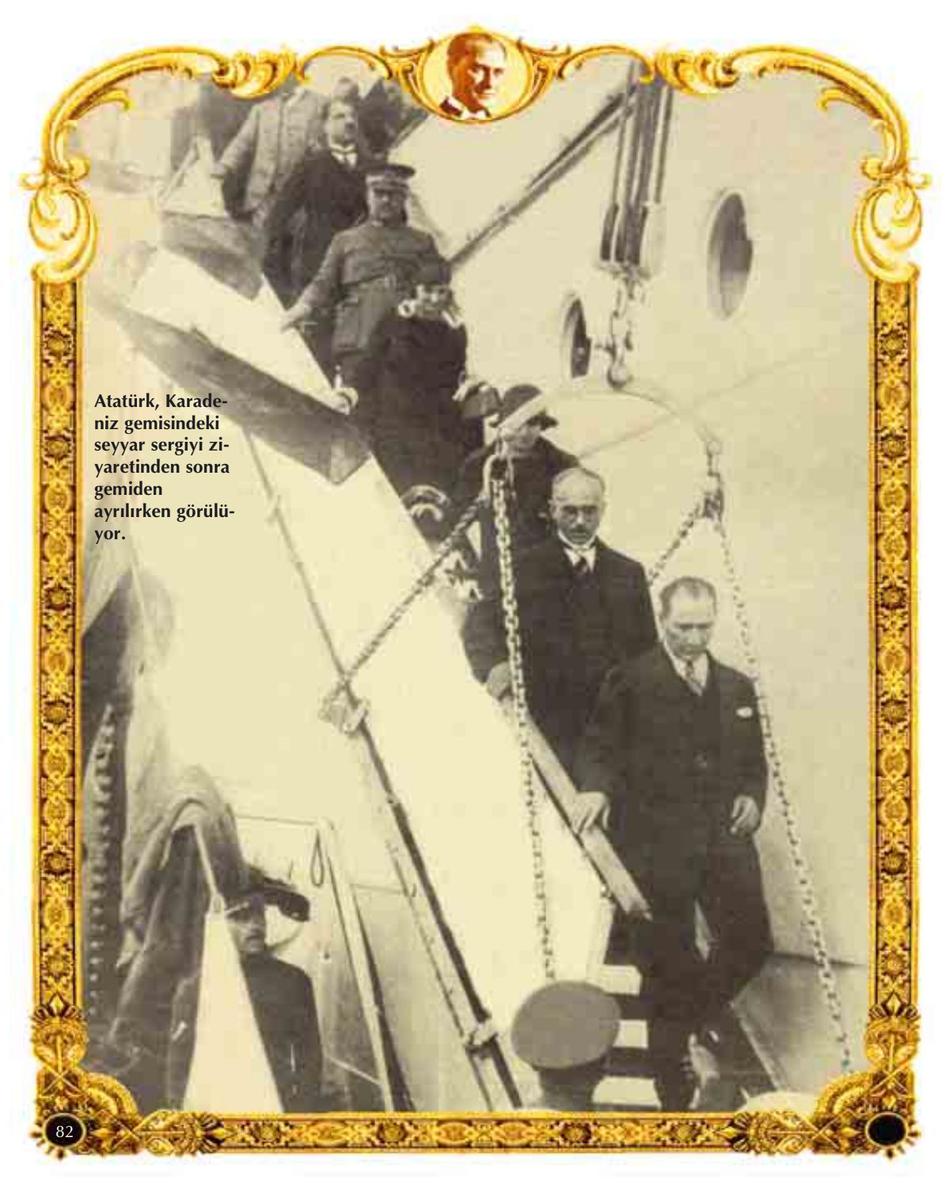 Atatürk, Karade-
niz gemisindeki
seyyar sergiyi zi-
yaretinden sonra
gemiden
ayrılırken görülü-
yor.
82